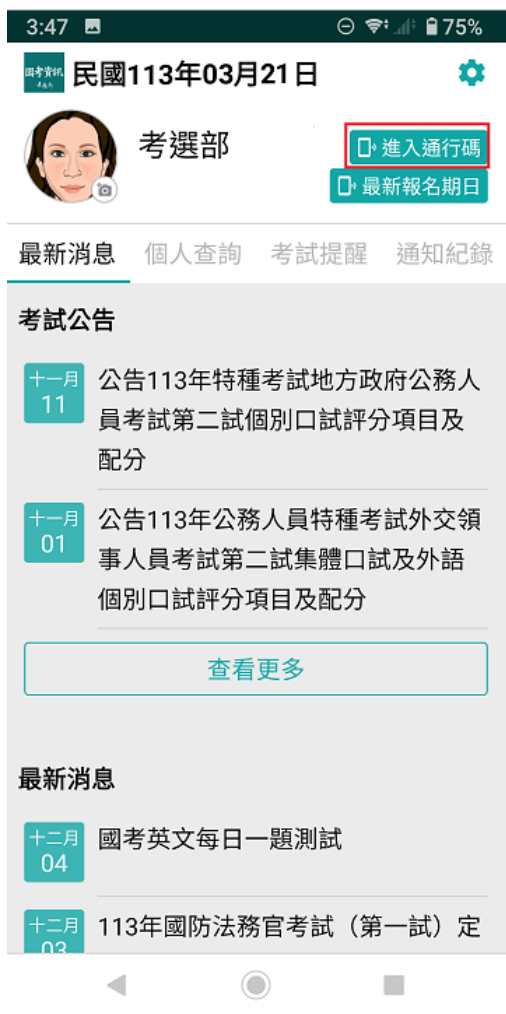 3:47
75%
國考資訊
民國113年03月21日
考選部
進入通行碼
最新報名期日
最新消息 個人查詢 考試提醒 通知紀錄
考試公告
十一月
11
公告113年特種考試地方政府公務人
員考試第二試個別口試評分項目及
配分
十一月
01
公告113年公務人員特種考試外交領
事人員考試第二試集體口試及外語
個別口試評分項目及配分
查看更多
最新消息
十二月
04
國考英文每日一題測試
十二月
03
113年國防法務官考試（第一試）定